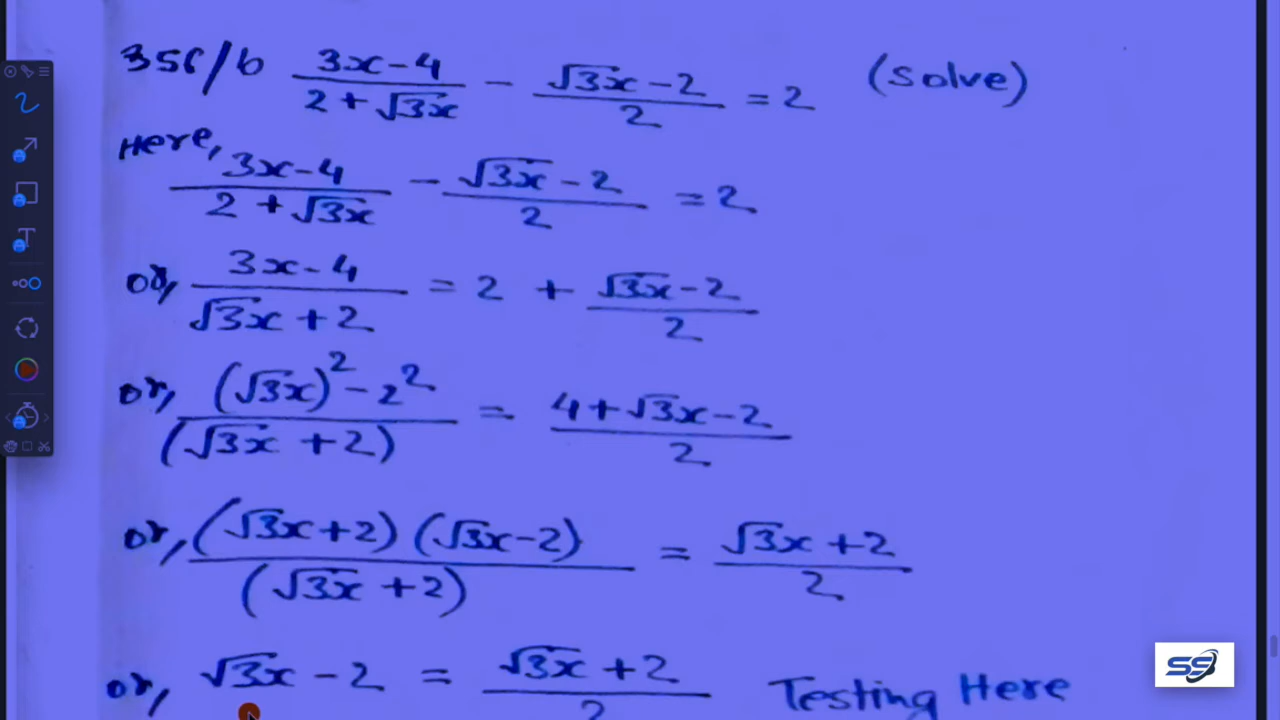 356/b (3x-4)/(2+√3x) - (√3x-2)/2 = 2 (Solve)
Here,
(3x-4)/(2+√3x) - (√3x-2)/2 = 2
or, (3x-4)/(√3x+2) = 2 + (√3x-2)/2
or, ((√3x)²-2²)/((√3x+2)) = (4+√3x-2)/2
or, ((√3x+2)(√3x-2))/((√3x+2)) = (√3x+2)/2
or, √3x-2 = (√3x+2)/2 Testing Here
SS